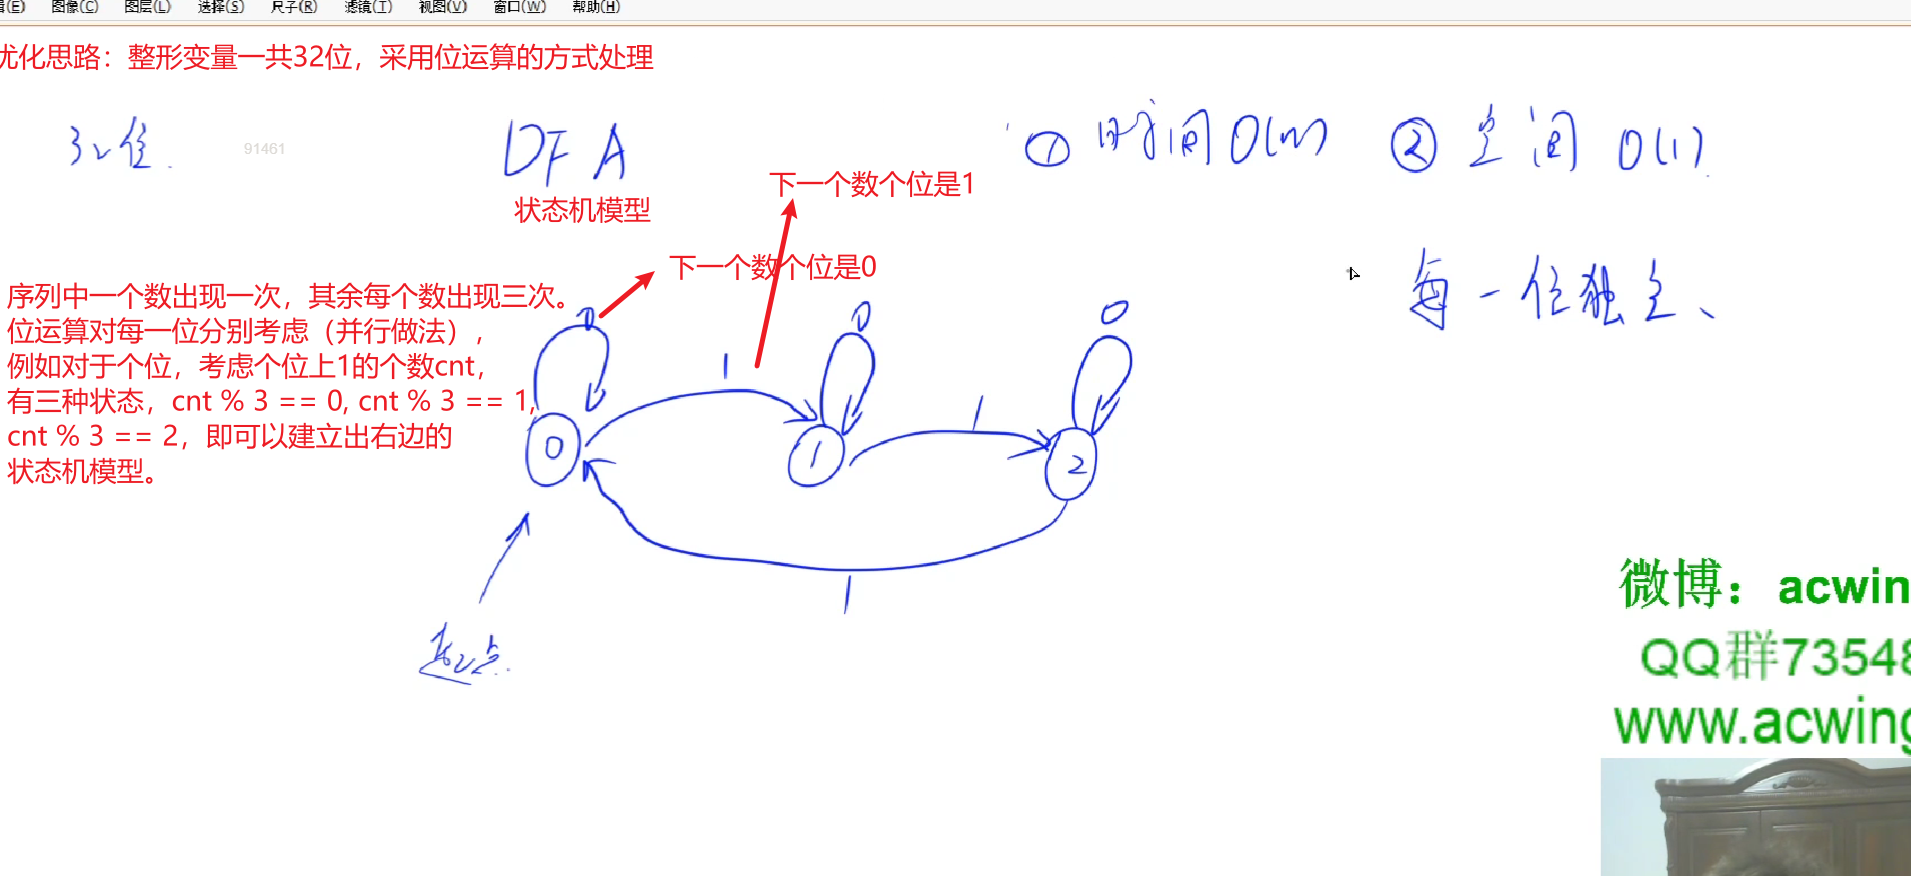 (E) 图像(C) 图层(L) 选择(S) 尺子(R) 滤镜(T) 视图(V) 窗口(W) 帮助(H)
优化思路：整形变量一共32位，采用位运算的方式处理
32位. 91461 DFA ① 时间 O(n) ② 空间 O(1).
下一个数个位是1
状态机模型
下一个数个位是0
每一位独立、
序列中一个数出现一次，其余每个数出现三次。
位运算对每一位分别考虑（并行做法），
例如对于个位，考虑个位上1的个数cnt，
有三种状态，cnt % 3 == 0, cnt % 3 == 1,
cnt % 3 == 2，即可以建立出右边的
状态机模型。
0 0 0
1 1
0 1 2
1
起点.
微博：acwin
QQ群73548
www.acwing